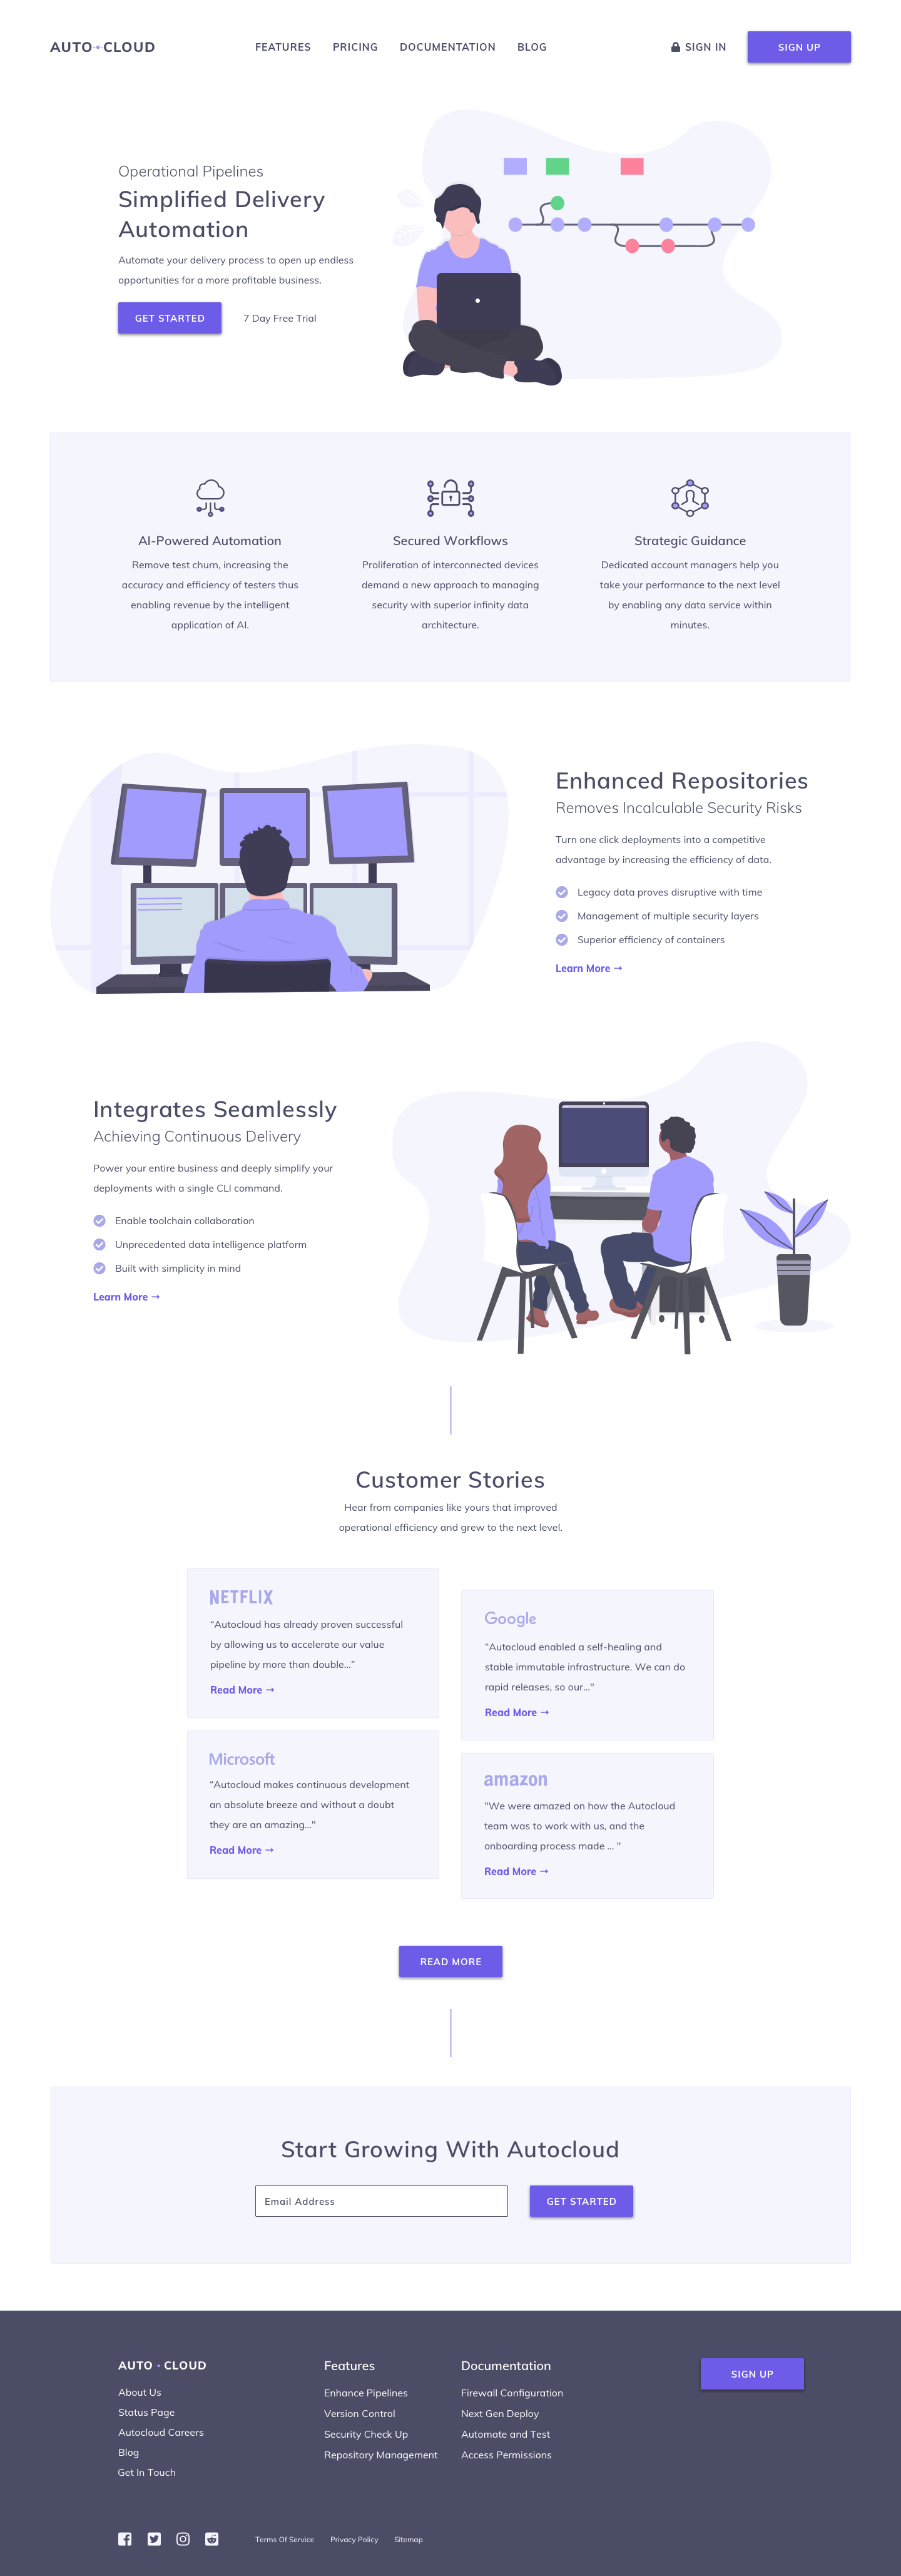 AUTO CLOUD
FEATURES
PRICING
DOCUMENTATION
BLOG
SIGN IN
SIGN UP
Operational Pipelines
Simplified Delivery
Automation
Automate your delivery process to open up endless
opportunities for a more profitable business.
GET STARTED
7 Day Free Trial
AI-Powered Automation
Remove test churn, increasing the
accuracy and efficiency of testers thus
enabling revenue by the intelligent
application of AI.
Secured Workflows
Proliferation of interconnected devices
demand a new approach to managing
security with superior infinity data
architecture.
Strategic Guidance
Dedicated account managers help you
take your performance to the next level
by enabling any data service within
minutes.
Enhanced Repositories
Removes Incalculable Security Risks
Turn one click deployments into a competitive
advantage by increasing the efficiency of data.
Legacy data proves disruptive with time
Management of multiple security layers
Superior efficiency of containers
Learn More →
Integrates Seamlessly
Achieving Continuous Delivery
Power your entire business and deeply simplify your
deployments with a single CLI command.
Enable toolchain collaboration
Unprecedented data intelligence platform
Built with simplicity in mind
Learn More →
Customer Stories
Hear from companies like yours that improved
operational efficiency and grew to the next level.
NETFLIX
“Autocloud has already proven successful
by allowing us to accelerate our value
pipeline by more than double...”
Read More →
Google
“Autocloud enabled a self-healing and
stable immutable infrastructure. We can do
rapid releases, so our..."
Read More →
Microsoft
“Autocloud makes continuous development
an absolute breeze and without a doubt
they are an amazing..."
Read More →
amazon
"We were amazed on how the Autocloud
team was to work with us, and the
onboarding process made ... "
Read More →
READ MORE
Start Growing With Autocloud
Email Address
GET STARTED
AUTO CLOUD
About Us
Status Page
Autocloud Careers
Blog
Get In Touch
Features
Enhance Pipelines
Version Control
Security Check Up
Repository Management
Documentation
Firewall Configuration
Next Gen Deploy
Automate and Test
Access Permissions
SIGN UP
Terms Of Service
Privacy Policy
Sitemap